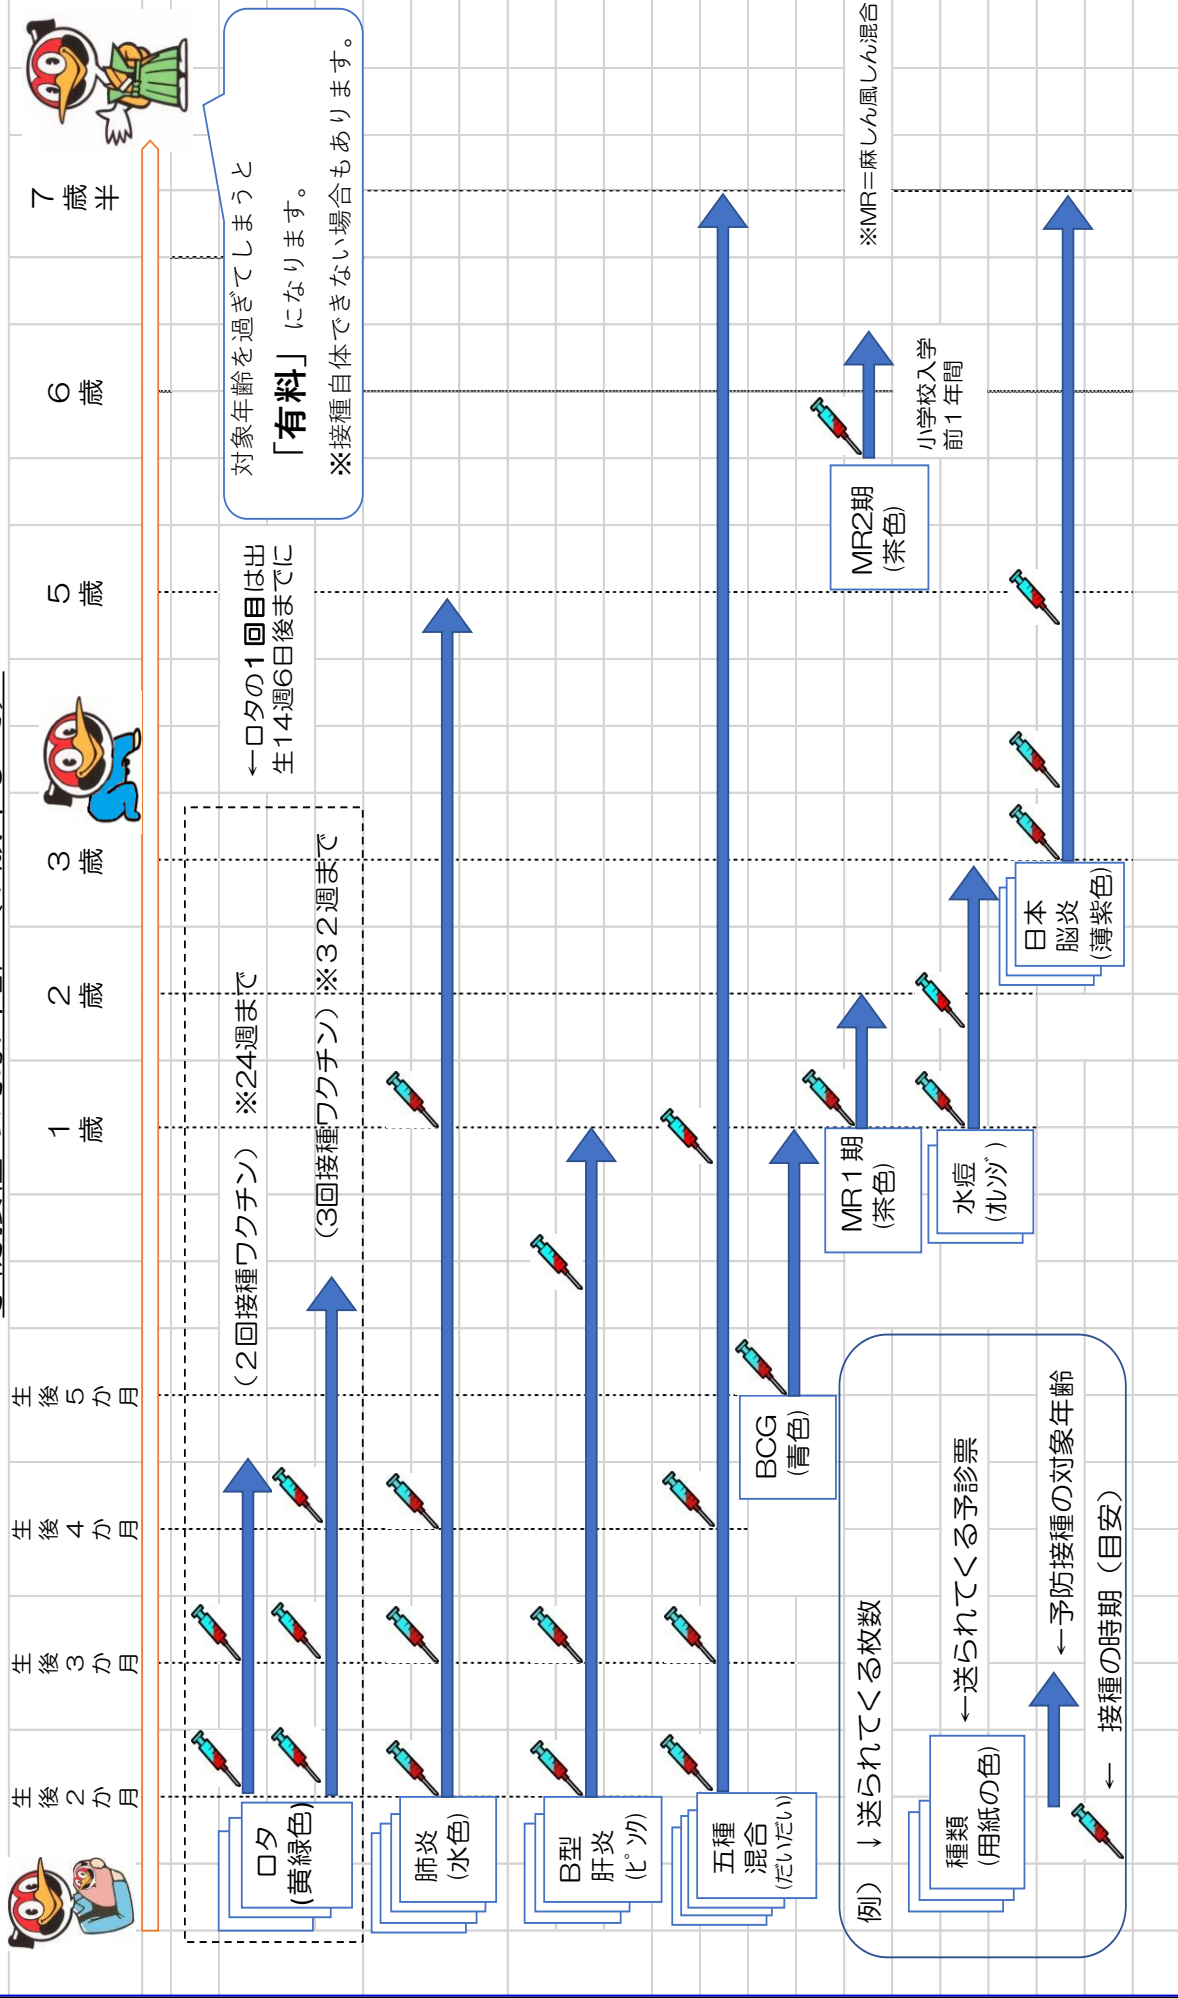 生後2か月
生後3か月
生後4か月
生後5か月
1歳
2歳
3歳
5歳
6歳
7歳半
対象年齢を過ぎてしまうと
「有料」になります。
※接種自体できない場合もあります。
ロタ
(黄緑色)
(2回接種ワクチン) ※24週まで
(3回接種ワクチン) ※32週まで
←ロタの1回目は出
生14週6日後までに
肺炎
(水色)
B型
肝炎
(ピンク)
五種
混合
(だいだい)
BCG
(青色)
MR1期
(茶色)
MR2期
(茶色)
小学校入学
前1年間
※MR=麻しん風しん混合
水痘
(オレンジ)
日本
脳炎
(薄紫色)
例) ↓送られてくる枚数
種類
(用紙の色)
←送られてくる予診票
←予防接種の対象年齢
← 接種の時期(目安)